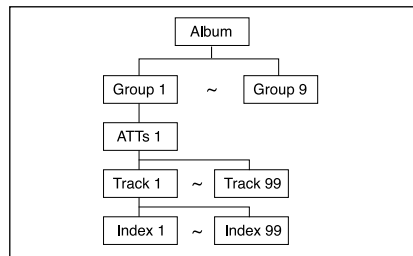 Album
Group 1 ~ Group 9
ATTs 1
Track 1 ~ Track 99
Index 1 ~ Index 99